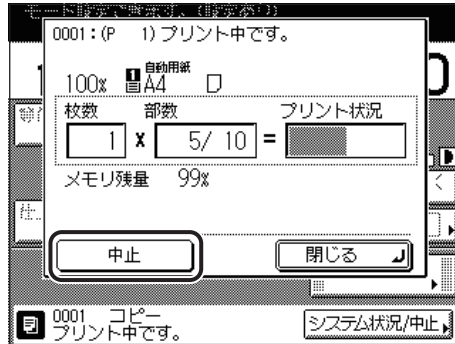 0001:(P 1)プリント中です。
自動用紙
100% 1 A4
枚数 部数 プリント状況
1 x 5/ 10 =
メモリ残量 99%
中止 閉じる
0001 コピー
プリント中です。 システム状況/中止